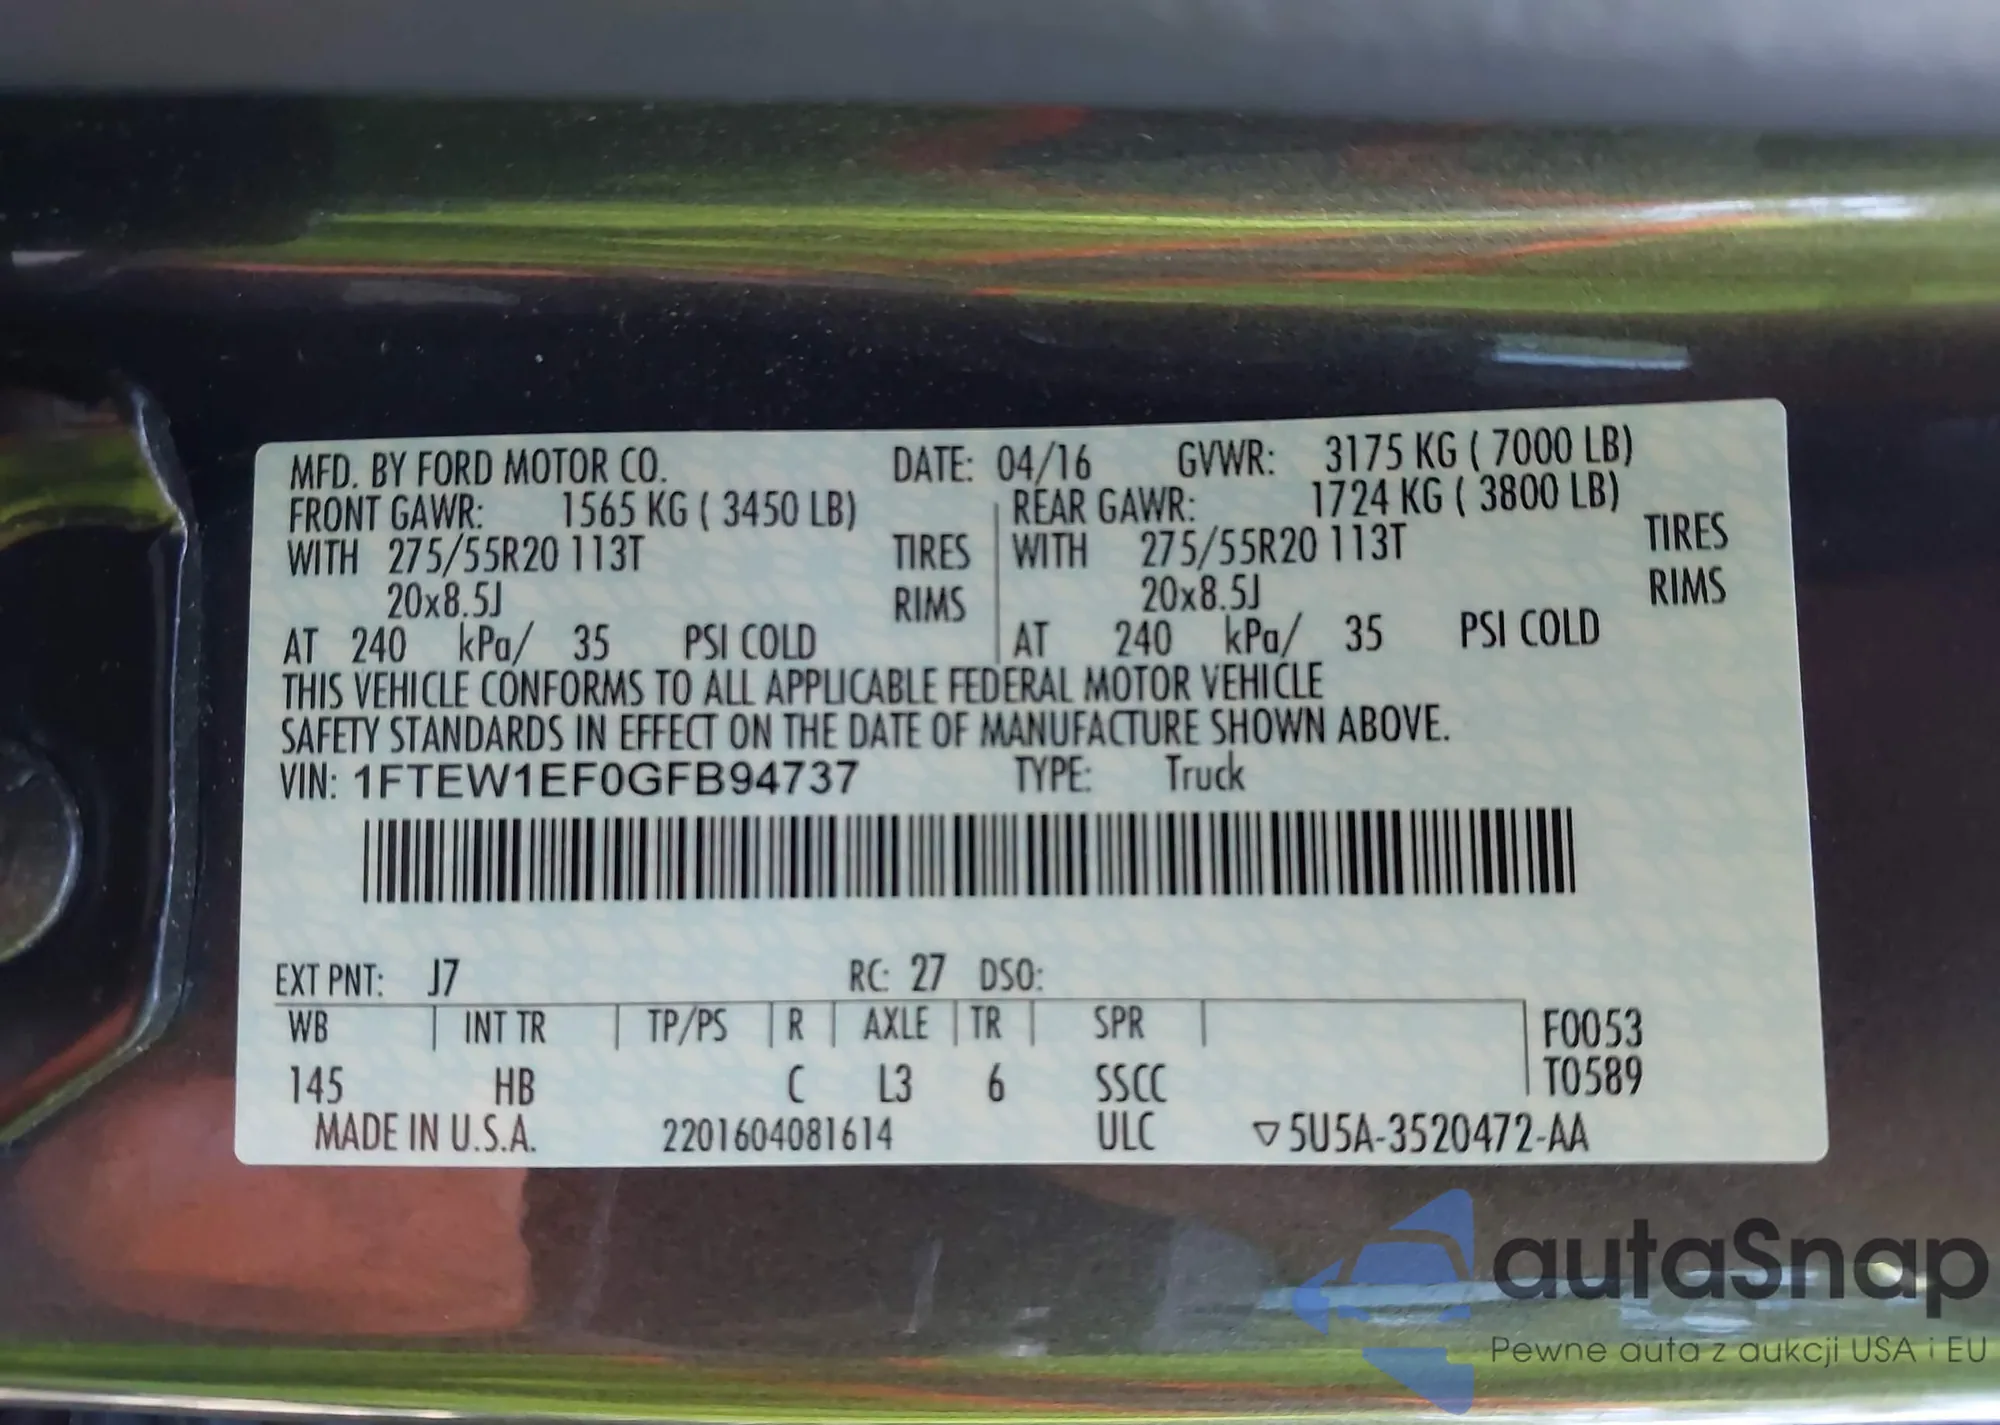 MFD. BY FORD MOTOR CO. DATE: 04/16 GVWR: 3175 KG ( 7000 LB)
FRONT GAWR: 1565 KG ( 3450 LB) REAR GAWR: 1724 KG ( 3800 LB)
WITH 275/55R20 113T TIRES WITH 275/55R20 113T TIRES
20x8.5J RIMS 20x8.5J RIMS
AT 240 kPa/ 35 PSI COLD AT 240 kPa/ 35 PSI COLD
THIS VEHICLE CONFORMS TO ALL APPLICABLE FEDERAL MOTOR VEHICLE
SAFETY STANDARDS IN EFFECT ON THE DATE OF MANUFACTURE SHOWN ABOVE.
VIN: 1FTEW1EF0GFB94737 TYPE: Truck
EXT PNT: J7 RC: 27 DSO:
WB INT TR TP/PS R AXLE TR SPR F0053
145 HB C L3 6 SSCC T0589
MADE IN U.S.A. 2201604081614 ULC ▽5U5A-3520472-AA
autaSnap
Pewne auta z aukcji USA i EU